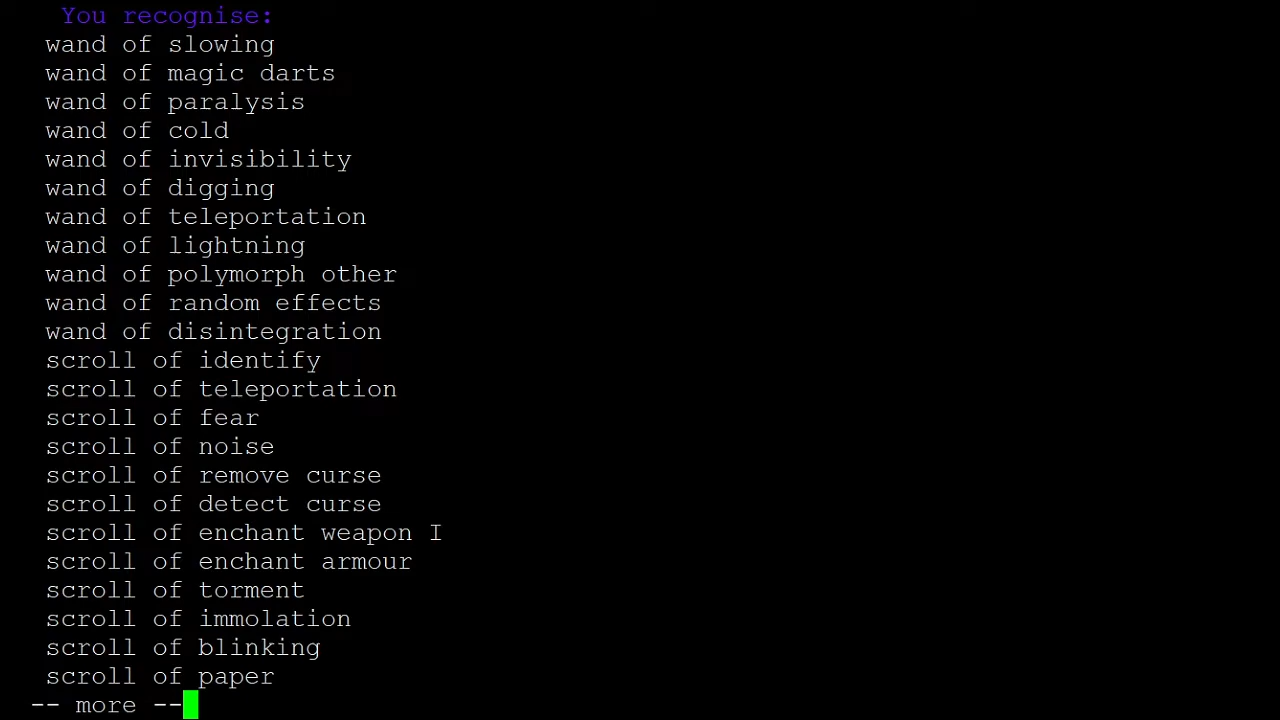 You recognise:
wand of slowing
wand of magic darts
wand of paralysis
wand of cold
wand of invisibility
wand of digging
wand of teleportation
wand of lightning
wand of polymorph other
wand of random effects
wand of disintegration
scroll of identify
scroll of teleportation
scroll of fear
scroll of noise
scroll of remove curse
scroll of detect curse
scroll of enchant weapon I
scroll of enchant armour
scroll of torment
scroll of immolation
scroll of blinking
scroll of paper
-- more --